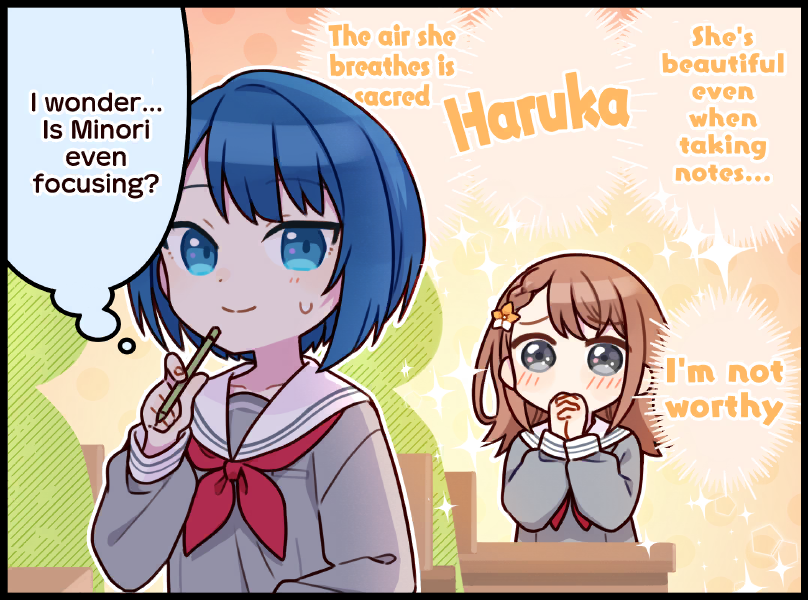 I wonder...
Is Minori
even
focusing?
The air she
breathes is
sacred
Haruka
She's
beautiful
even
when
taking
notes...
I'm not
worthy